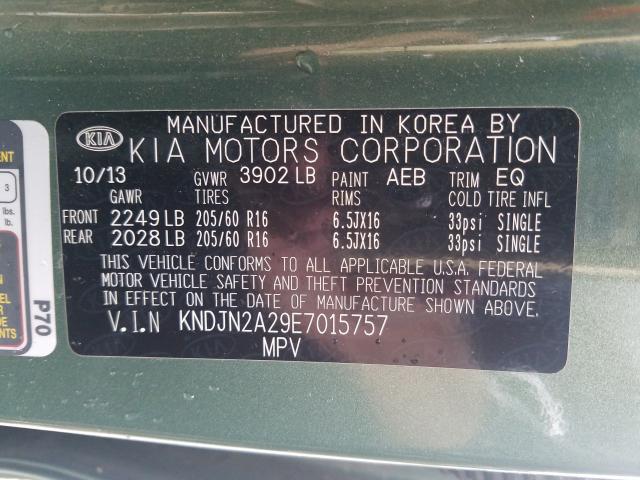 MANUFACTURED IN KOREA BY
KIA KIA MOTORS CORPORATION
10/13 GVWR 3902 LB PAINT AEB TRIM EQ
GAWR TIRES RIMS COLD TIRE INFL
FRONT 2249 LB 205/60 R16 6.5JX16 33psi SINGLE
REAR 2028 LB 205/60 R16 6.5JX16 33psi SINGLE
THIS VEHICLE CONFORMS TO ALL APPLICABLE U.S.A. FEDERAL
MOTOR VEHICLE SAFETY AND THEFT PREVENTION STANDARDS
IN EFFECT ON THE DATE OF MANUFACTURE SHOWN ABOVE.
V.I.N KNDJN2A29E7015757
MPV
3
lbs.
lb.
P70